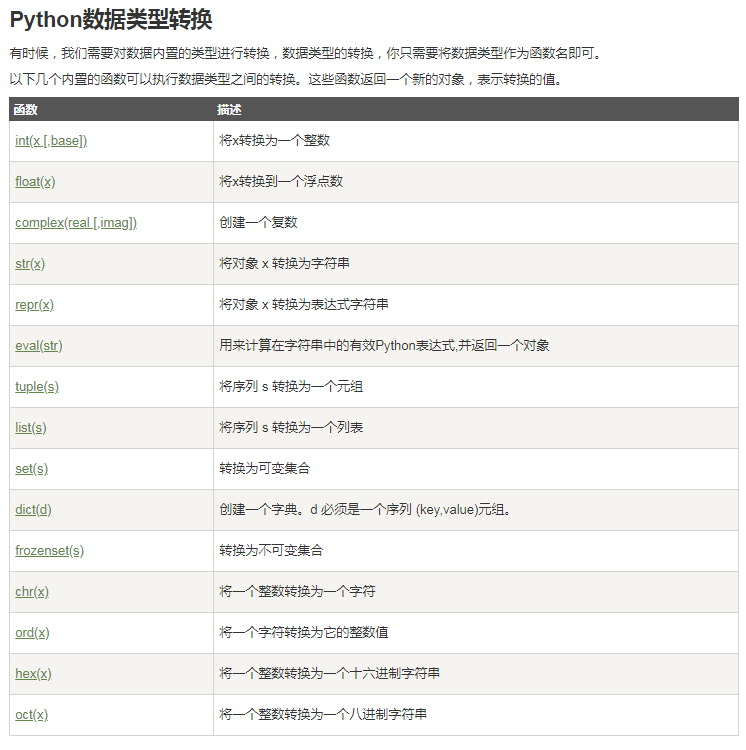 Python数据类型转换
有时候，我们需要对数据内置的类型进行转换，数据类型的转换，你只需要将数据类型作为函数名即可。
以下几个内置的函数可以执行数据类型之间的转换。这些函数返回一个新的对象，表示转换的值。
函数 描述
int(x [,base]) 将x转换为一个整数
float(x) 将x转换到一个浮点数
complex(real [,imag]) 创建一个复数
str(x) 将对象 x 转换为字符串
repr(x) 将对象 x 转换为表达式字符串
eval(str) 用来计算在字符串中的有效Python表达式,并返回一个对象
tuple(s) 将序列 s 转换为一个元组
list(s) 将序列 s 转换为一个列表
set(s) 转换为可变集合
dict(d) 创建一个字典。d 必须是一个序列 (key,value)元组。
frozenset(s) 转换为不可变集合
chr(x) 将一个整数转换为一个字符
ord(x) 将一个字符转换为它的整数值
hex(x) 将一个整数转换为一个十六进制字符串
oct(x) 将一个整数转换为一个八进制字符串